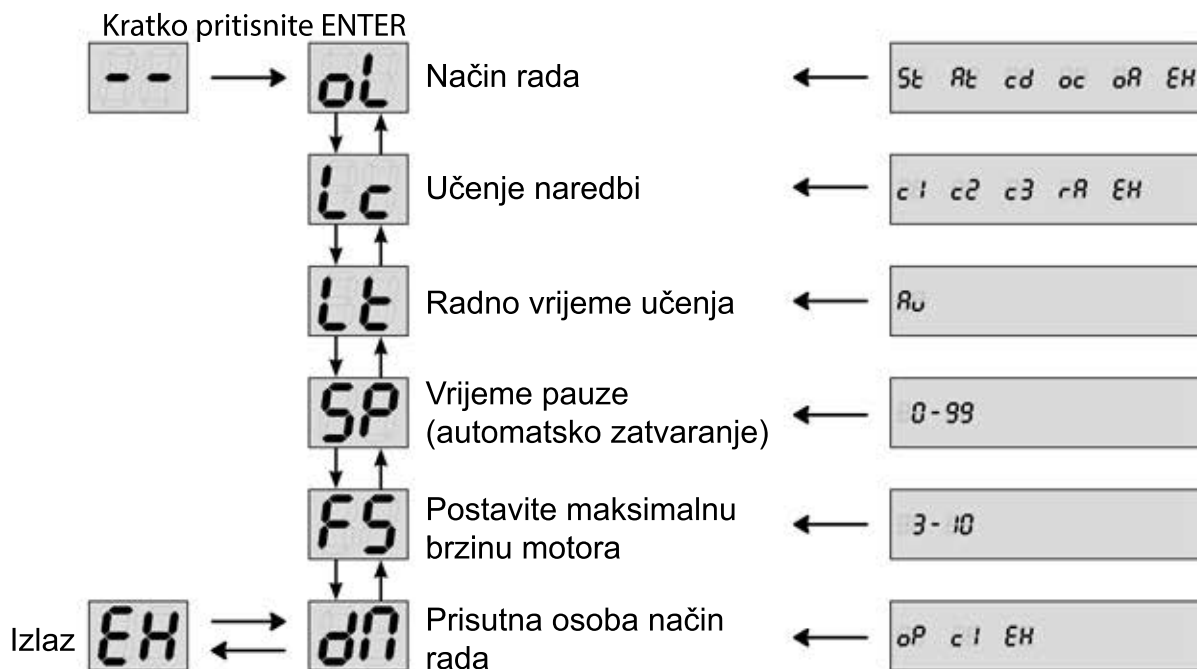 Kratko pritisnite ENTER
-- oL Način rada St At cd oc oA EH
Lc Učenje naredbi c1 c2 c3 rA EH
Lt Radno vrijeme učenja Au
SP Vrijeme pauze
(automatsko zatvaranje) 0-99
FS Postavite maksimalnu
brzinu motora 3-10
Izlaz EH dM Prisutna osoba način
rada oP c1 EH